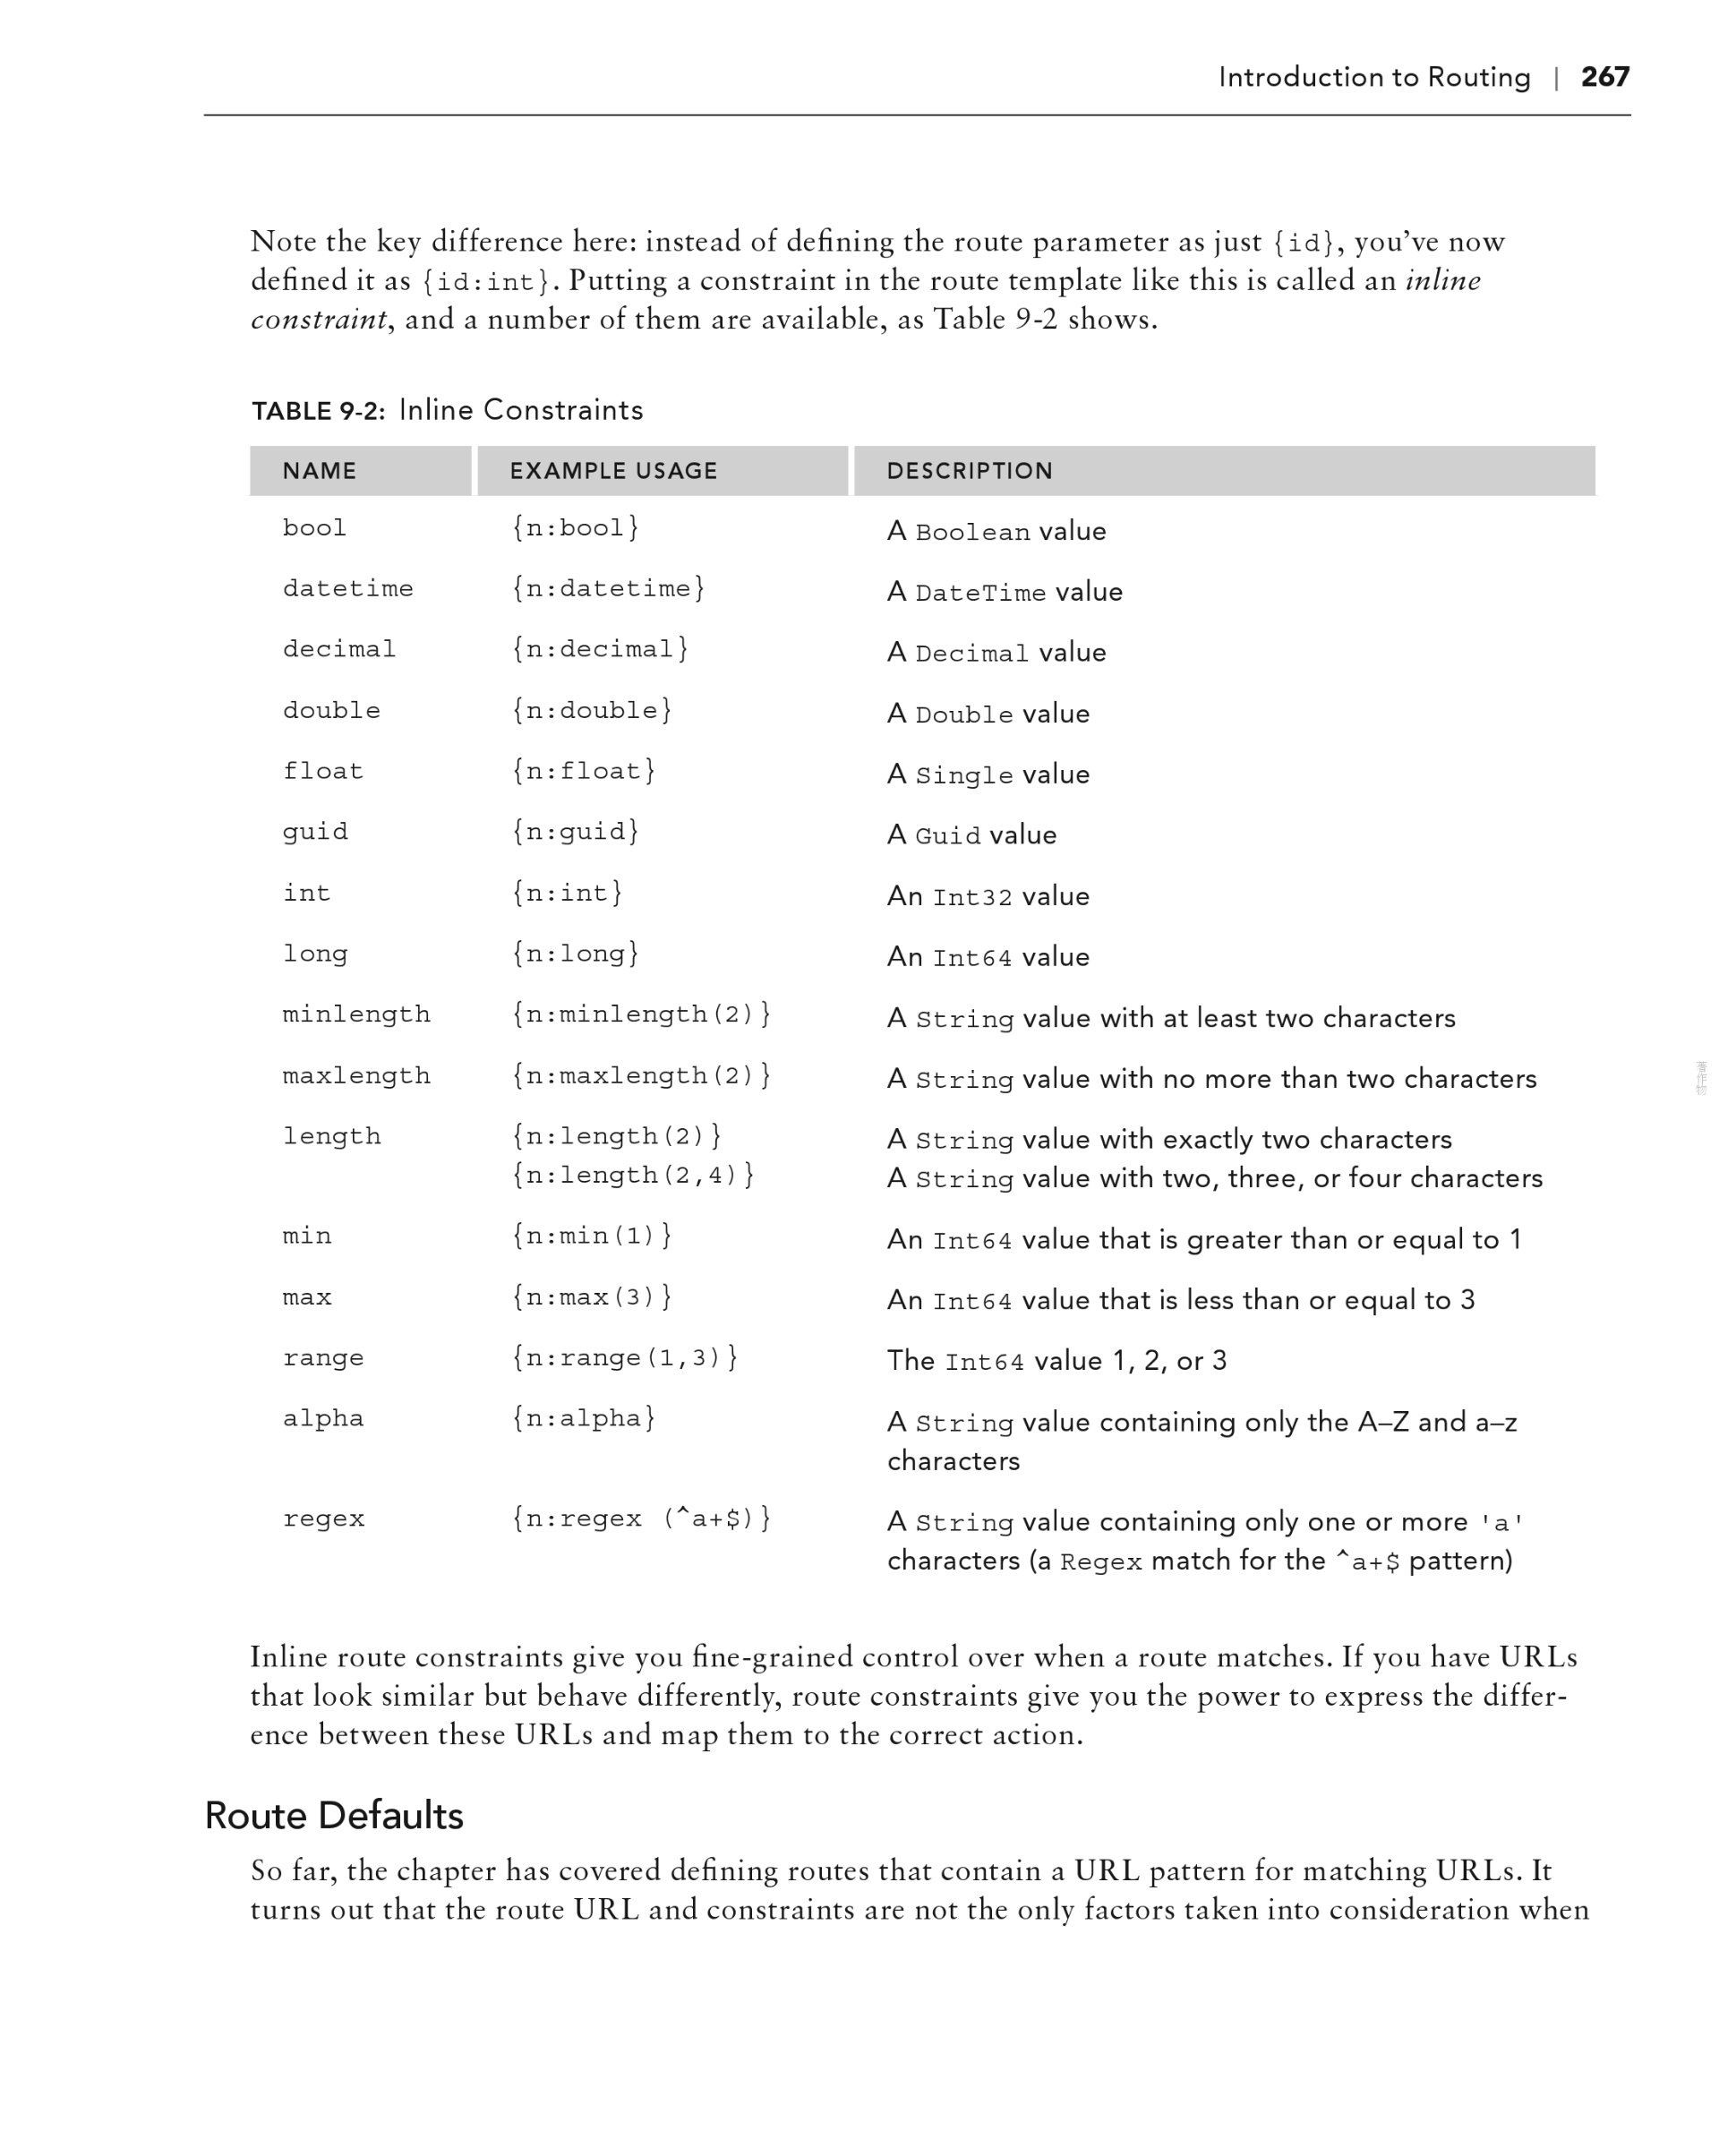 Introduction to Routing | 267
Note the key difference here: instead of defining the route parameter as just {id}, you’ve now
defined it as {id:int}. Putting a constraint in the route template like this is called an inline
constraint, and a number of them are available, as Table 9-2 shows.
TABLE 9-2: Inline Constraints
NAME EXAMPLE USAGE DESCRIPTION
bool {n:bool} A Boolean value
datetime {n:datetime} A DateTime value
decimal {n:decimal} A Decimal value
double {n:double} A Double value
float {n:float} A Single value
guid {n:guid} A Guid value
int {n:int} An Int32 value
long {n:long} An Int64 value
minlength {n:minlength(2)} A String value with at least two characters
maxlength {n:maxlength(2)} A String value with no more than two characters
length {n:length(2)} A String value with exactly two characters
{n:length(2,4)} A String value with two, three, or four characters
min {n:min(1)} An Int64 value that is greater than or equal to 1
max {n:max(3)} An Int64 value that is less than or equal to 3
range {n:range(1,3)} The Int64 value 1, 2, or 3
alpha {n:alpha} A String value containing only the A–Z and a–z
characters
regex {n:regex (^a+$)} A String value containing only one or more 'a'
characters (a Regex match for the ^a+$ pattern)
Inline route constraints give you fine-grained control over when a route matches. If you have URLs
that look similar but behave differently, route constraints give you the power to express the differ-
ence between these URLs and map them to the correct action.
Route Defaults
So far, the chapter has covered defining routes that contain a URL pattern for matching URLs. It
turns out that the route URL and constraints are not the only factors taken into consideration when
著作物